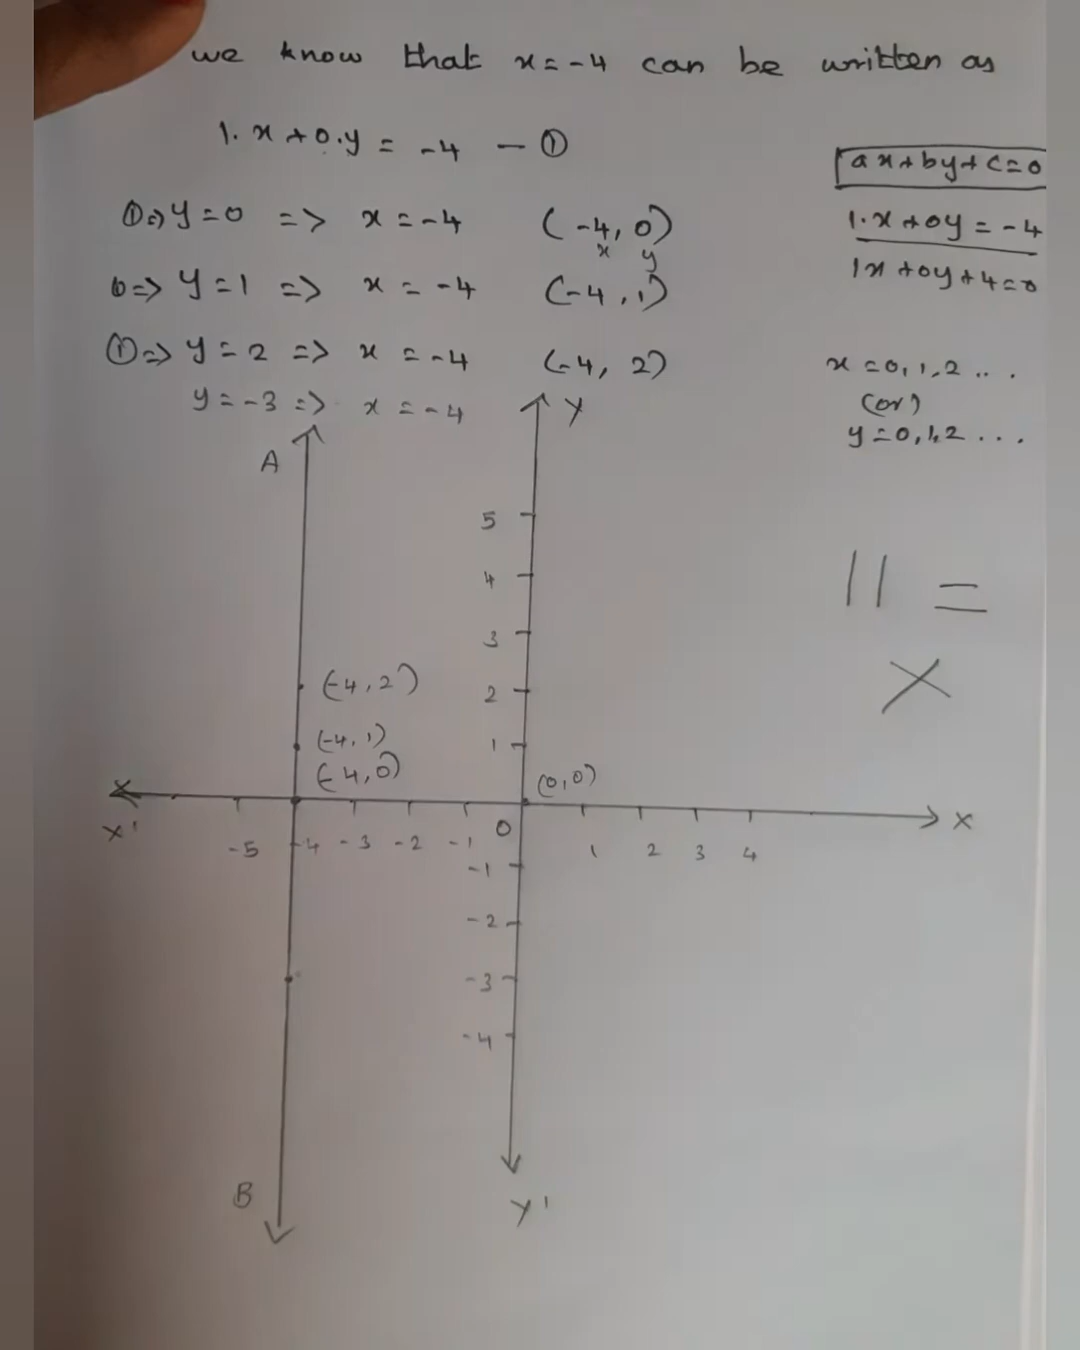 we know that x = -4 can be written as
1. x + 0.y = -4 - ①
①=> y = 0 => x = -4 (-4, 0)
x y
①=> y = 1 => x = -4 (-4, 1)
①=> y = 2 => x = -4 (-4, 2)
y = -3 => x = -4
ax + by + c = 0
1.x + 0y = -4
1x + 0y + 4 = 0
x = 0, 1, 2 ...
(or)
y = 0, 1, 2 ...
|| =
X
Y
A
5
4
3
2
1
(-4, 2)
(-4, 1)
(-4, 0)
(0, 0)
X'
X
-5 -4 -3 -2 -1 0 1 2 3 4
-1
-2
-3
-4
B
Y'